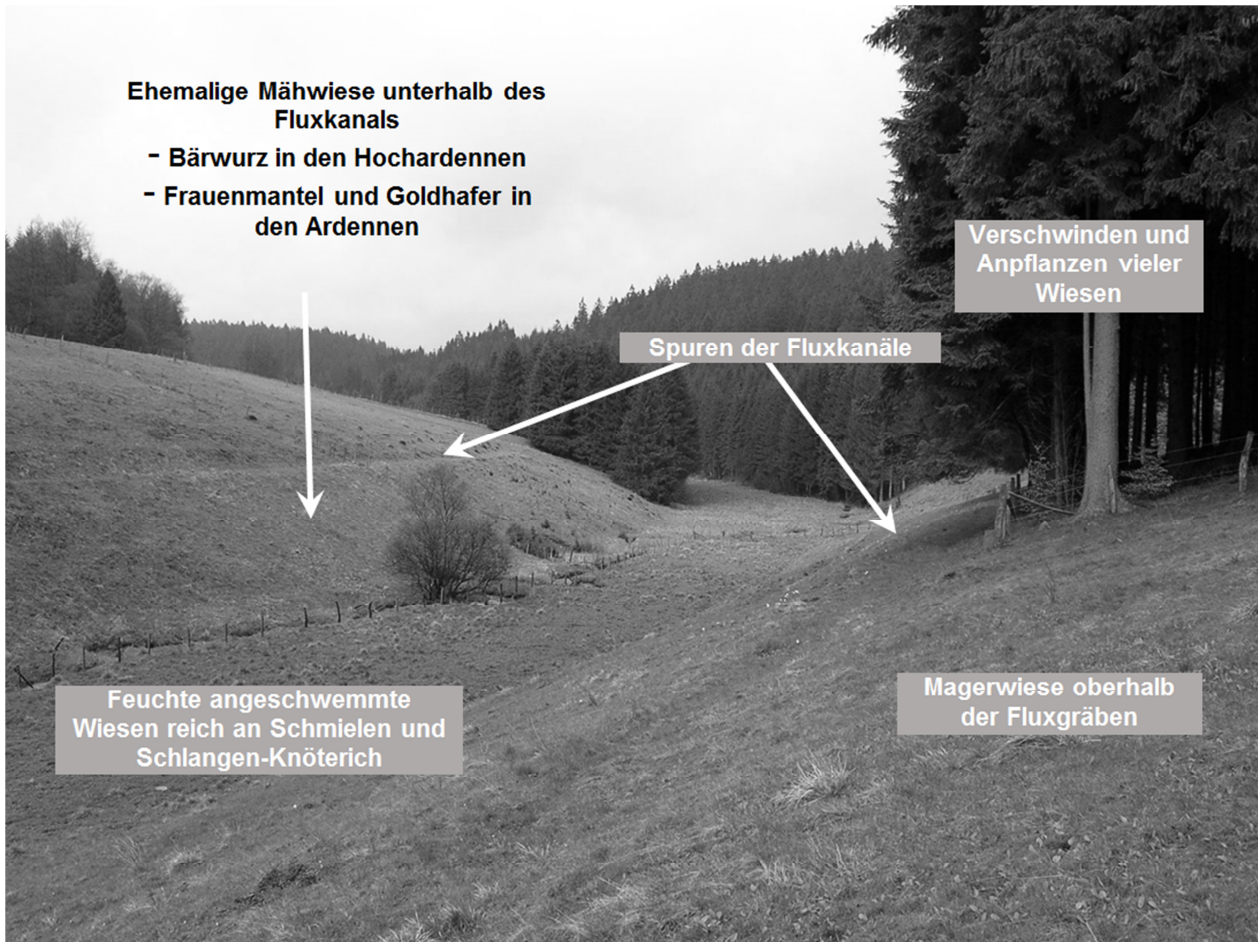 Ehemalige Mähwiese unterhalb des
Fluxkanals
- Bärwurz in den Hochardennen
- Frauenmantel und Goldhafer in
den Ardennen
Verschwinden und
Anpflanzen vieler
Wiesen
Spuren der Fluxkanäle
Feuchte angeschwemmte
Wiesen reich an Schmielen und
Schlangen-Knöterich
Magerwiese oberhalb
der Fluxgräben